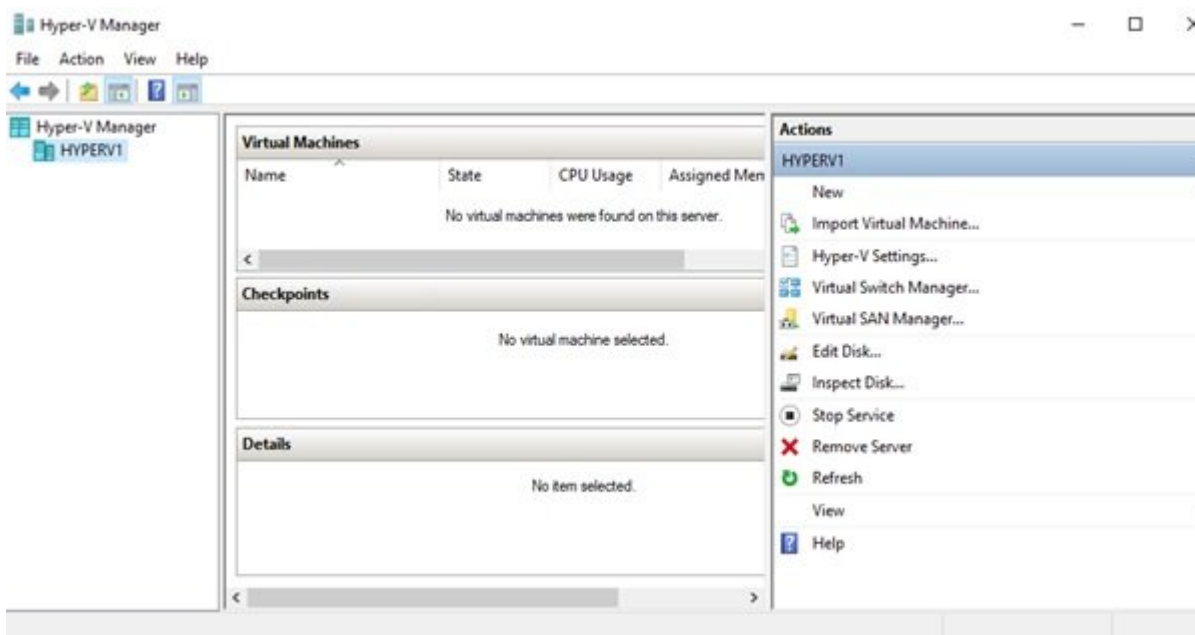 Hyper-V Manager
File Action View Help
Hyper-V Manager
HYPERV1
Virtual Machines
Name State CPU Usage Assigned Mem
No virtual machines were found on this server.
Checkpoints
No virtual machine selected.
Details
No item selected.
Actions
HYPERV1
New
Import Virtual Machine...
Hyper-V Settings...
Virtual Switch Manager...
Virtual SAN Manager...
Edit Disk...
Inspect Disk...
Stop Service
Remove Server
Refresh
View
Help